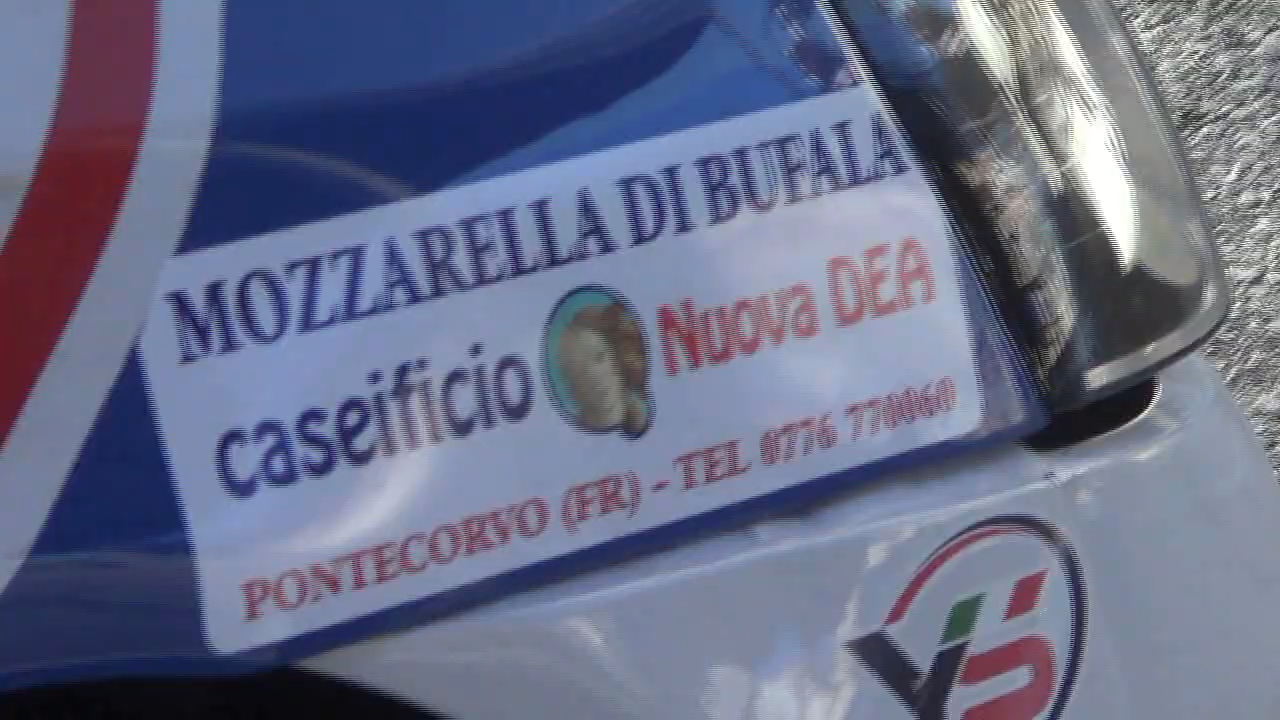 MOZZARELLA DI BUFALA
caseificio Nuova DEA
PONTECORVO (FR) - TEL 0776 770060